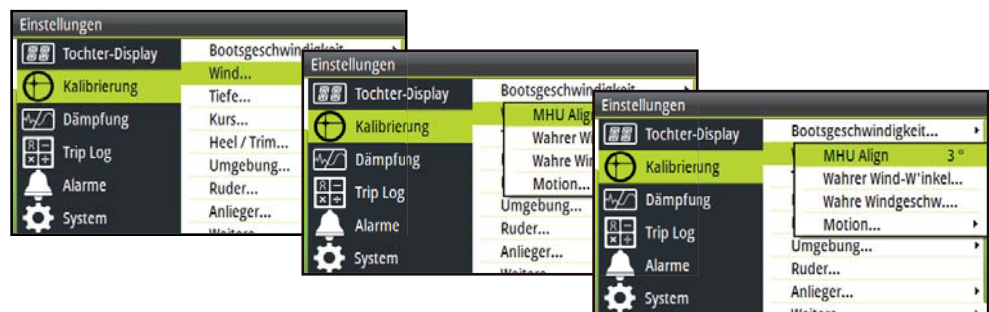 Einstellungen
Tochter-Display
Kalibrierung
Dämpfung
Trip Log
Alarme
System
Wind...
Tiefe...
Kurs...
Heel / Trim...
Umgebung...
Ruder...
Anlieger...
Einstellungen
Tochter-Display
Kalibrierung
Dämpfung
Trip Log
Alarme
System
MHU
Motion...
Umgebung...
Ruder...
Anlieger...
Einstellungen
Tochter-Display
Kalibrierung
Dämpfung
Trip Log
Alarme
System
Bootsgeschwindigkeit...
MHU Align 3 °
Wahrer Wind-W'inkel...
Wahre Windgeschw....
Motion...
Umgebung...
Ruder...
Anlieger...